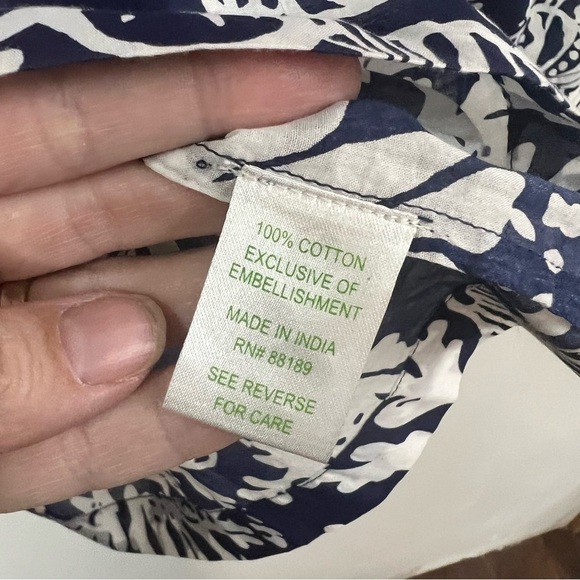 100% COTTON
EXCLUSIVE OF
EMBELLISHMENT
MADE IN INDIA
RN# 88189
SEE REVERSE
FOR CARE